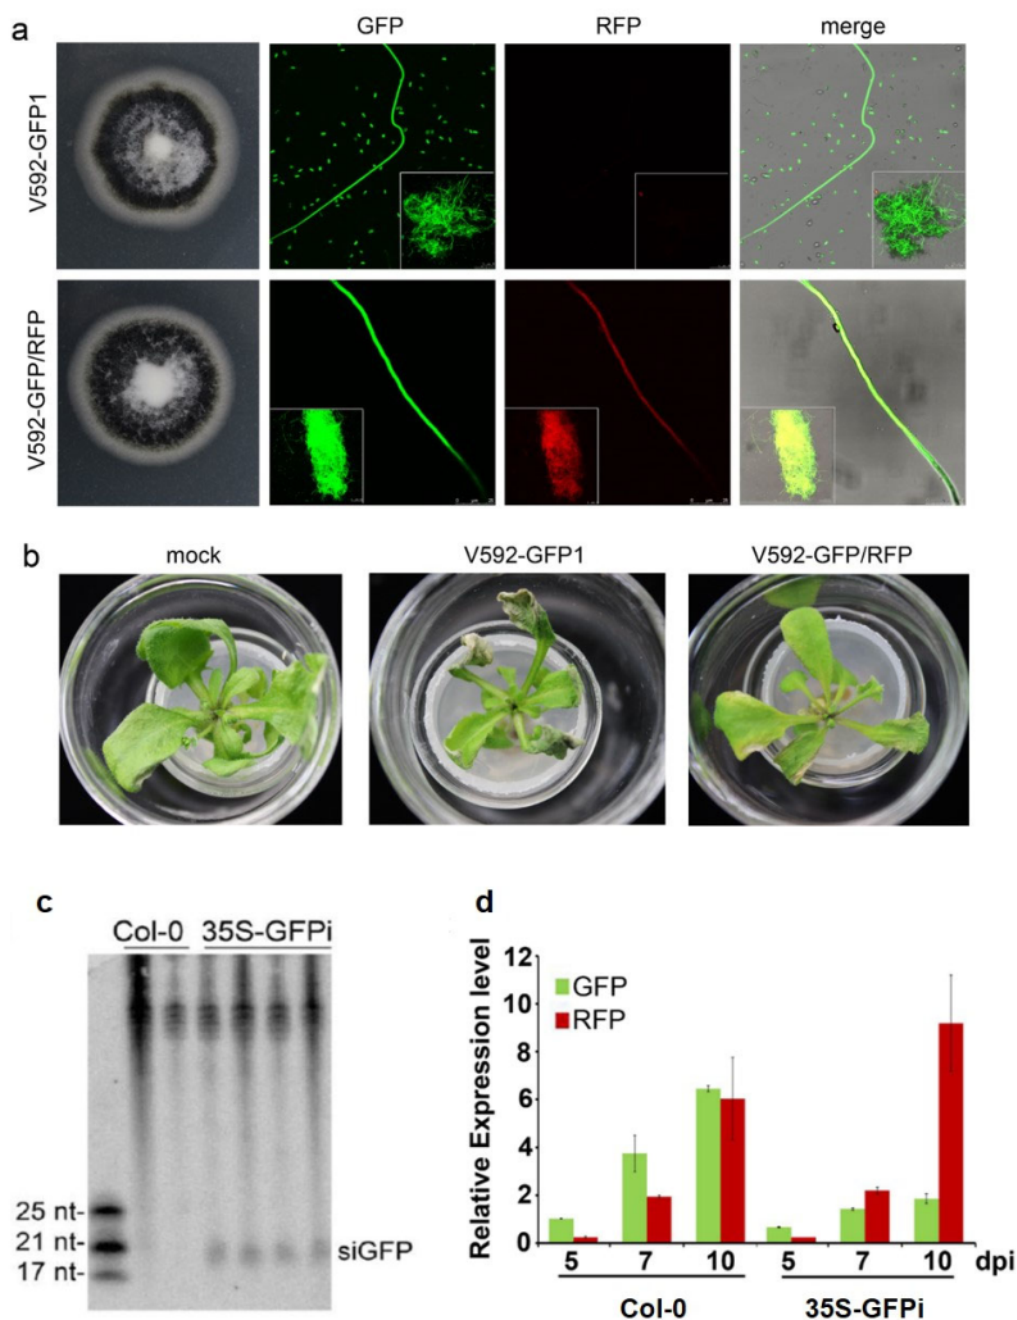 a
GFP
RFP
merge
V592-GFP1
V592-GFP/RFP
b
mock
V592-GFP1
V592-GFP/RFP
c
Col-0
35S-GFPi
25 nt-
21 nt-
17 nt-
siGFP
d
Relative Expression level
12
10
8
6
4
2
0
GFP
RFP
5
7
10
5
7
10
dpi
Col-0
35S-GFPi